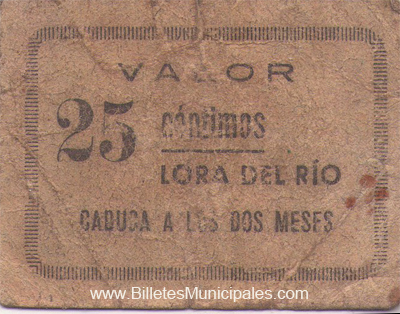 VALOR
25 céntimos
LORA DEL RÍO
CADUCA A LOS DOS MESES
www.BilletesMunicipales.com